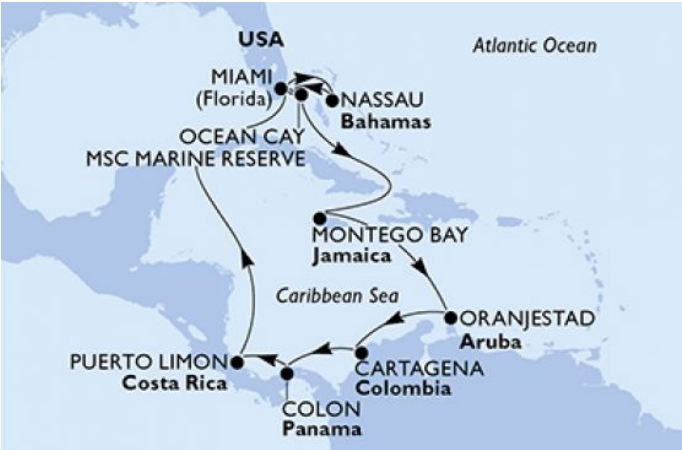 USA
Atlantic Ocean
MIAMI
(Florida)
NASSAU
Bahamas
OCEAN CAY
MSC MARINE RESERVE
MONTEGO BAY
Jamaica
Caribbean Sea
ORANJESTAD
Aruba
PUERTO LIMON
Costa Rica
CARTAGENA
Colombia
COLON
Panama